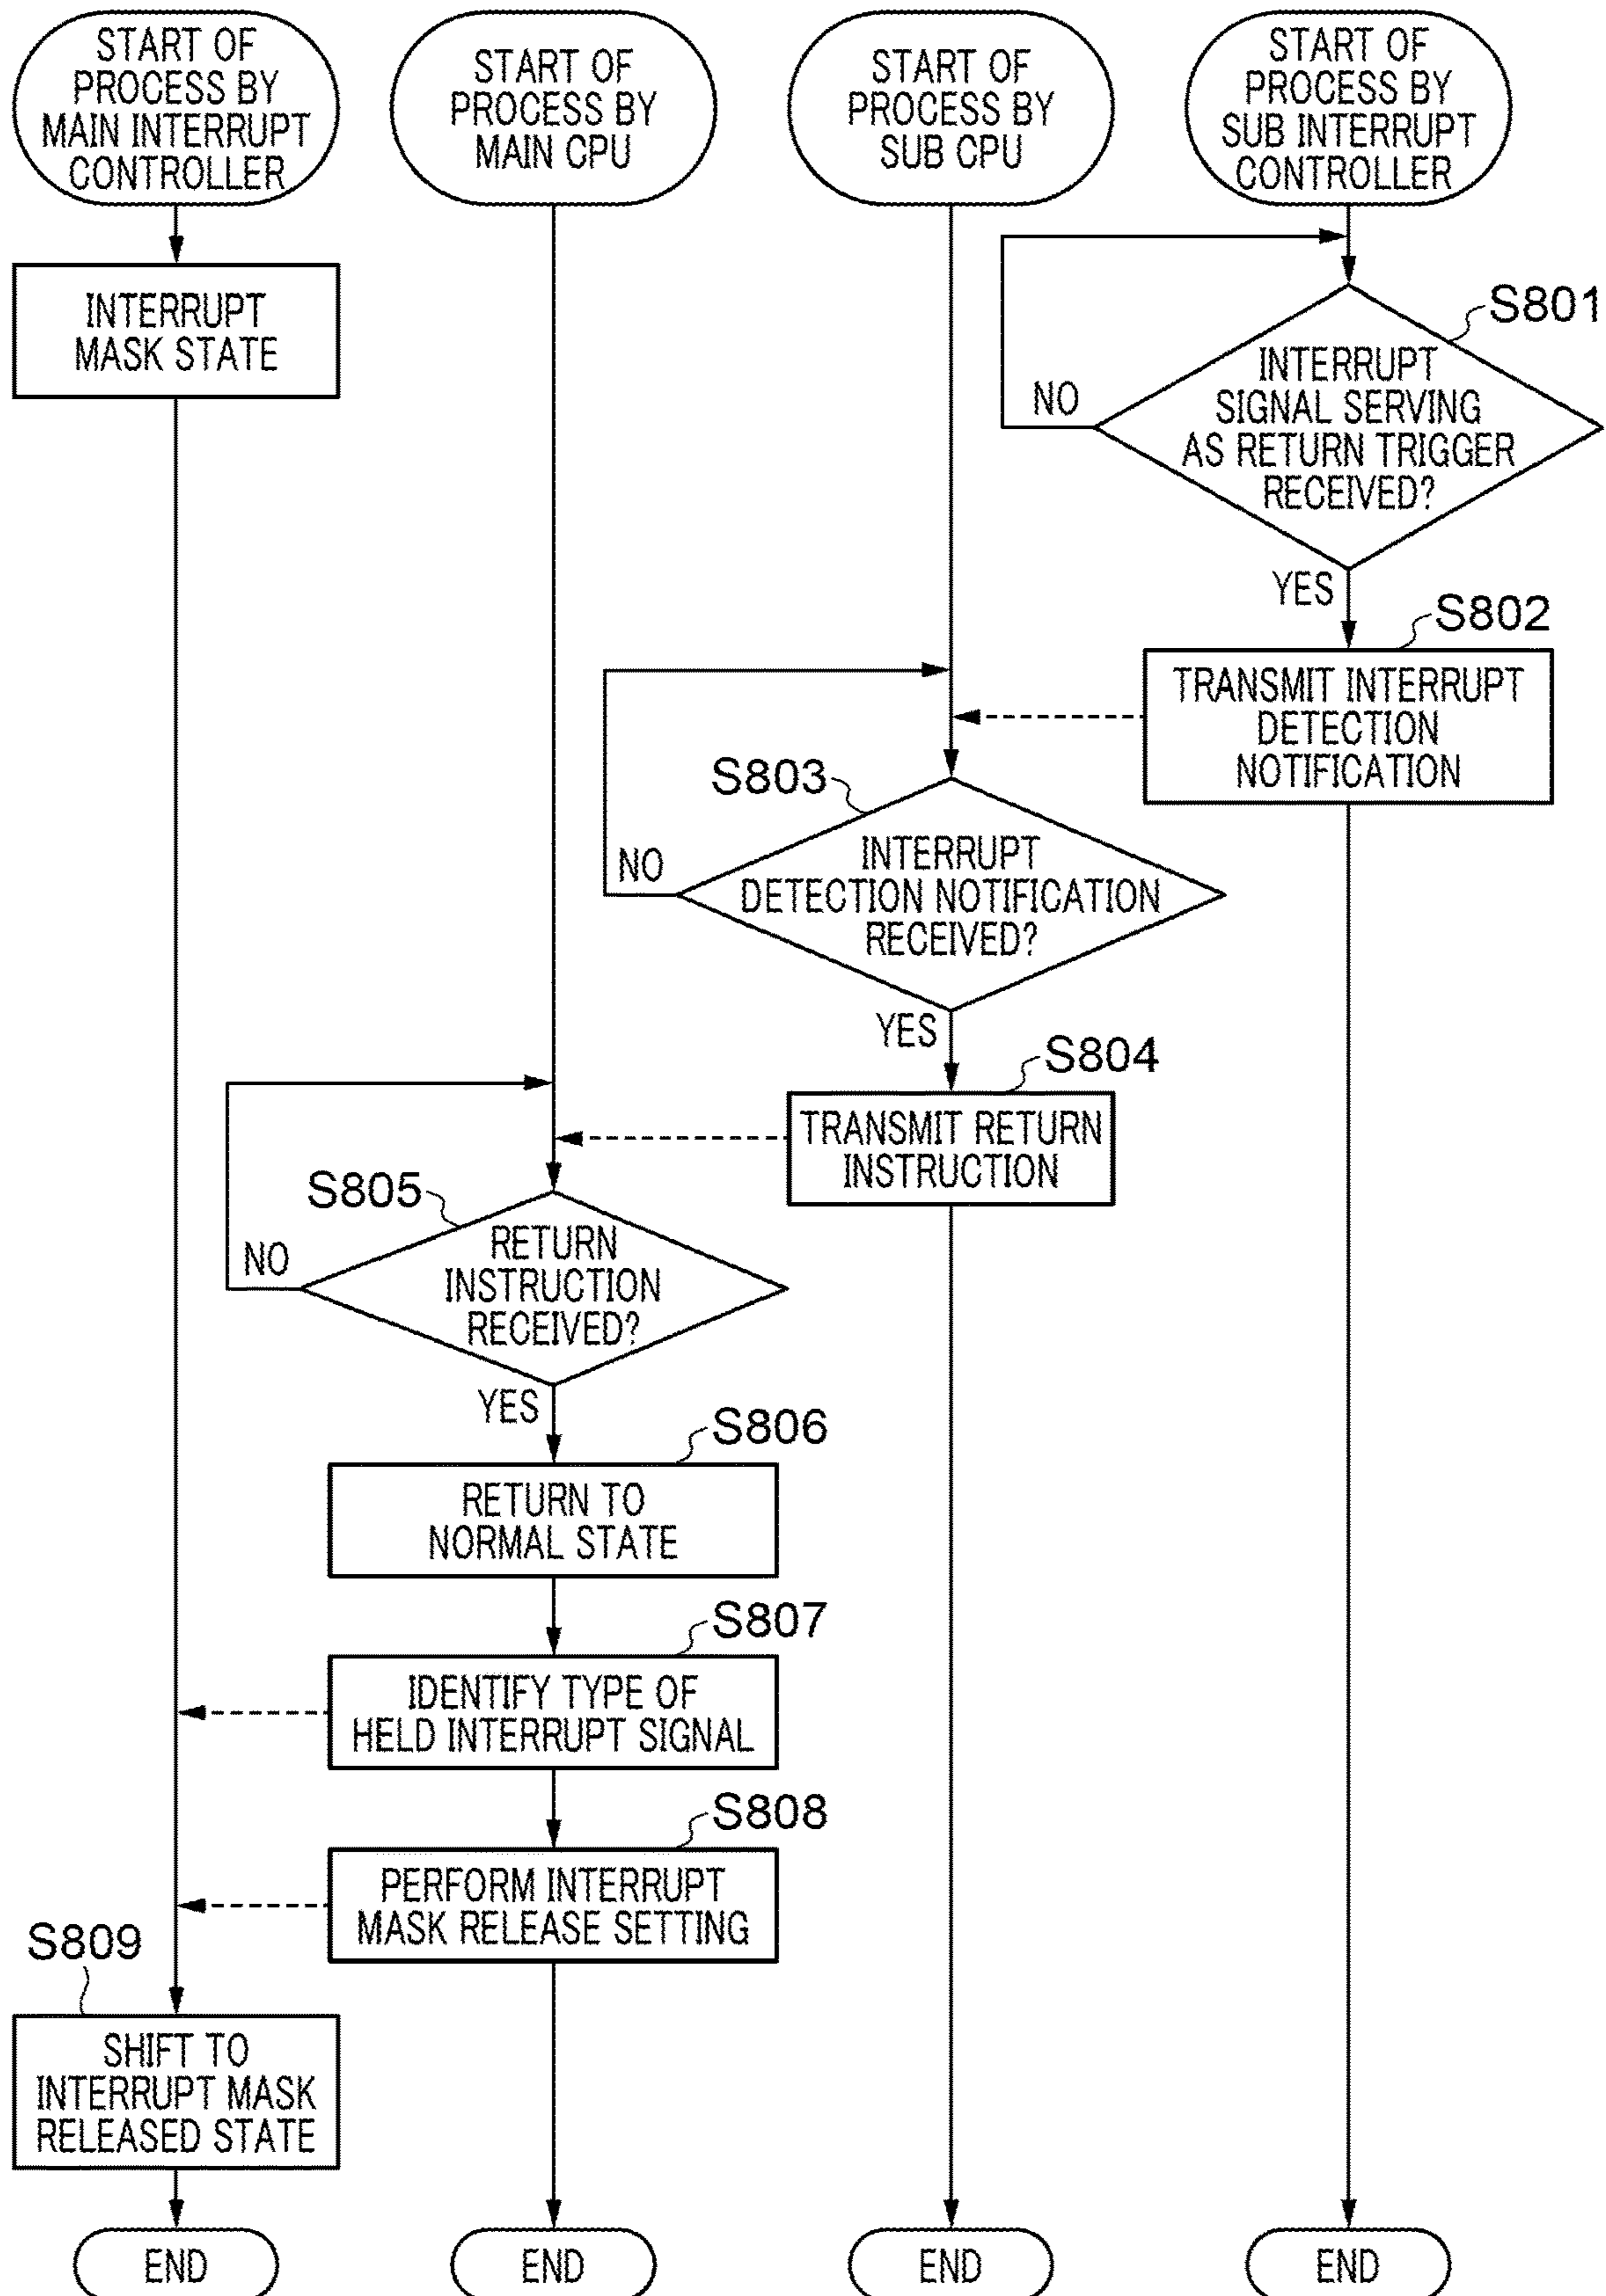 START OF
PROCESS BY
MAIN INTERRUPT
CONTROLLER
START OF
PROCESS BY
MAIN CPU
START OF
PROCESS BY
SUB CPU
START OF
PROCESS BY
SUB INTERRUPT
CONTROLLER
INTERRUPT
MASK STATE
S801
INTERRUPT
SIGNAL SERVING
AS RETURN TRIGGER
RECEIVED?
NO
YES
S802
TRANSMIT INTERRUPT
DETECTION
NOTIFICATION
S803
INTERRUPT
DETECTION NOTIFICATION
RECEIVED?
NO
YES
S804
TRANSMIT RETURN
INSTRUCTION
S805
RETURN
INSTRUCTION
RECEIVED?
NO
YES
S806
RETURN TO
NORMAL STATE
S807
IDENTIFY TYPE OF
HELD INTERRUPT SIGNAL
S808
PERFORM INTERRUPT
MASK RELEASE SETTING
S809
SHIFT TO
INTERRUPT MASK
RELEASED STATE
END
END
END
END